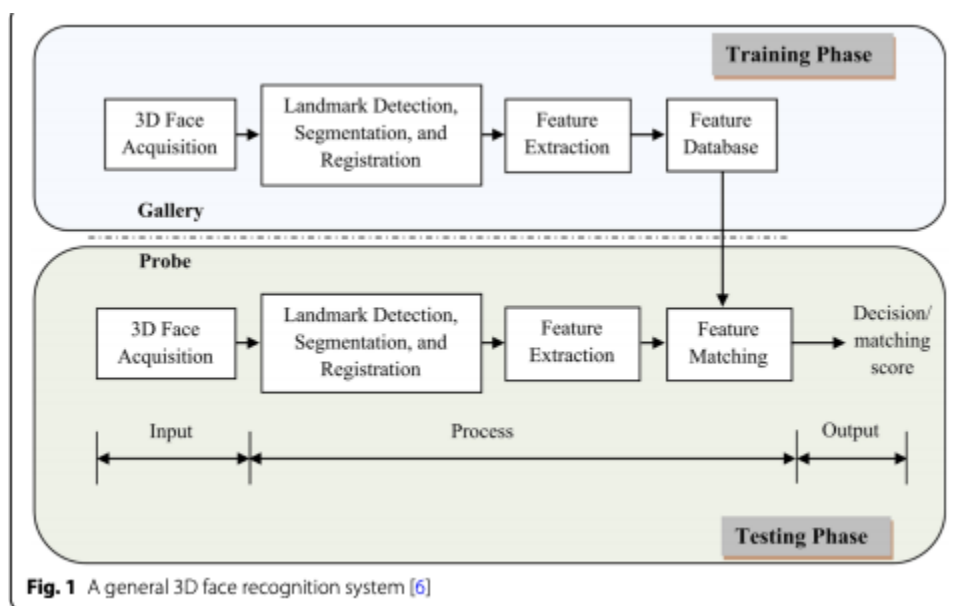 Training Phase
3D Face
Acquisition
Landmark Detection,
Segmentation, and
Registration
Feature
Extraction
Feature
Database
Gallery
Probe
3D Face
Acquisition
Landmark Detection,
Segmentation, and
Registration
Feature
Extraction
Feature
Matching
Decision/
matching
score
Input
Process
Output
Testing Phase
Fig. 1 A general 3D face recognition system [6]